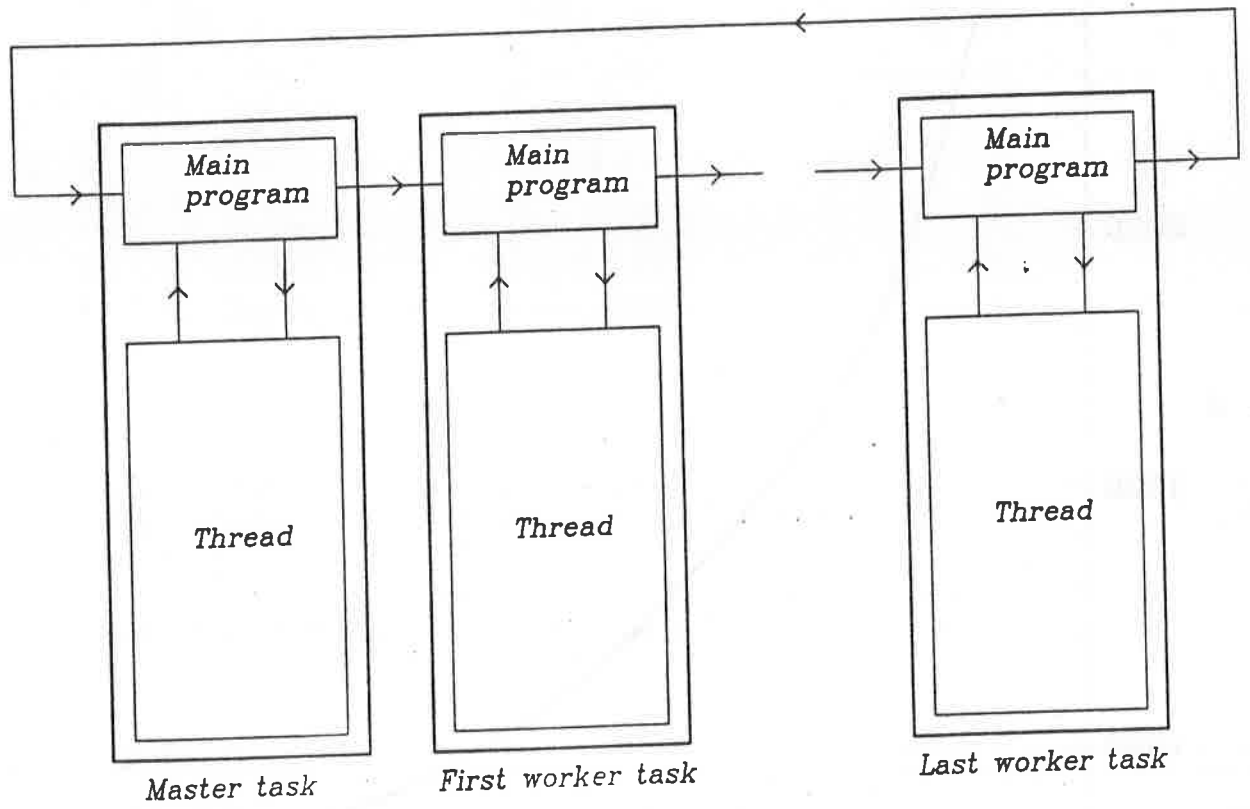 Main
program
Main
program
Main
program
Thread
Thread
Thread
Master task
First worker task
Last worker task